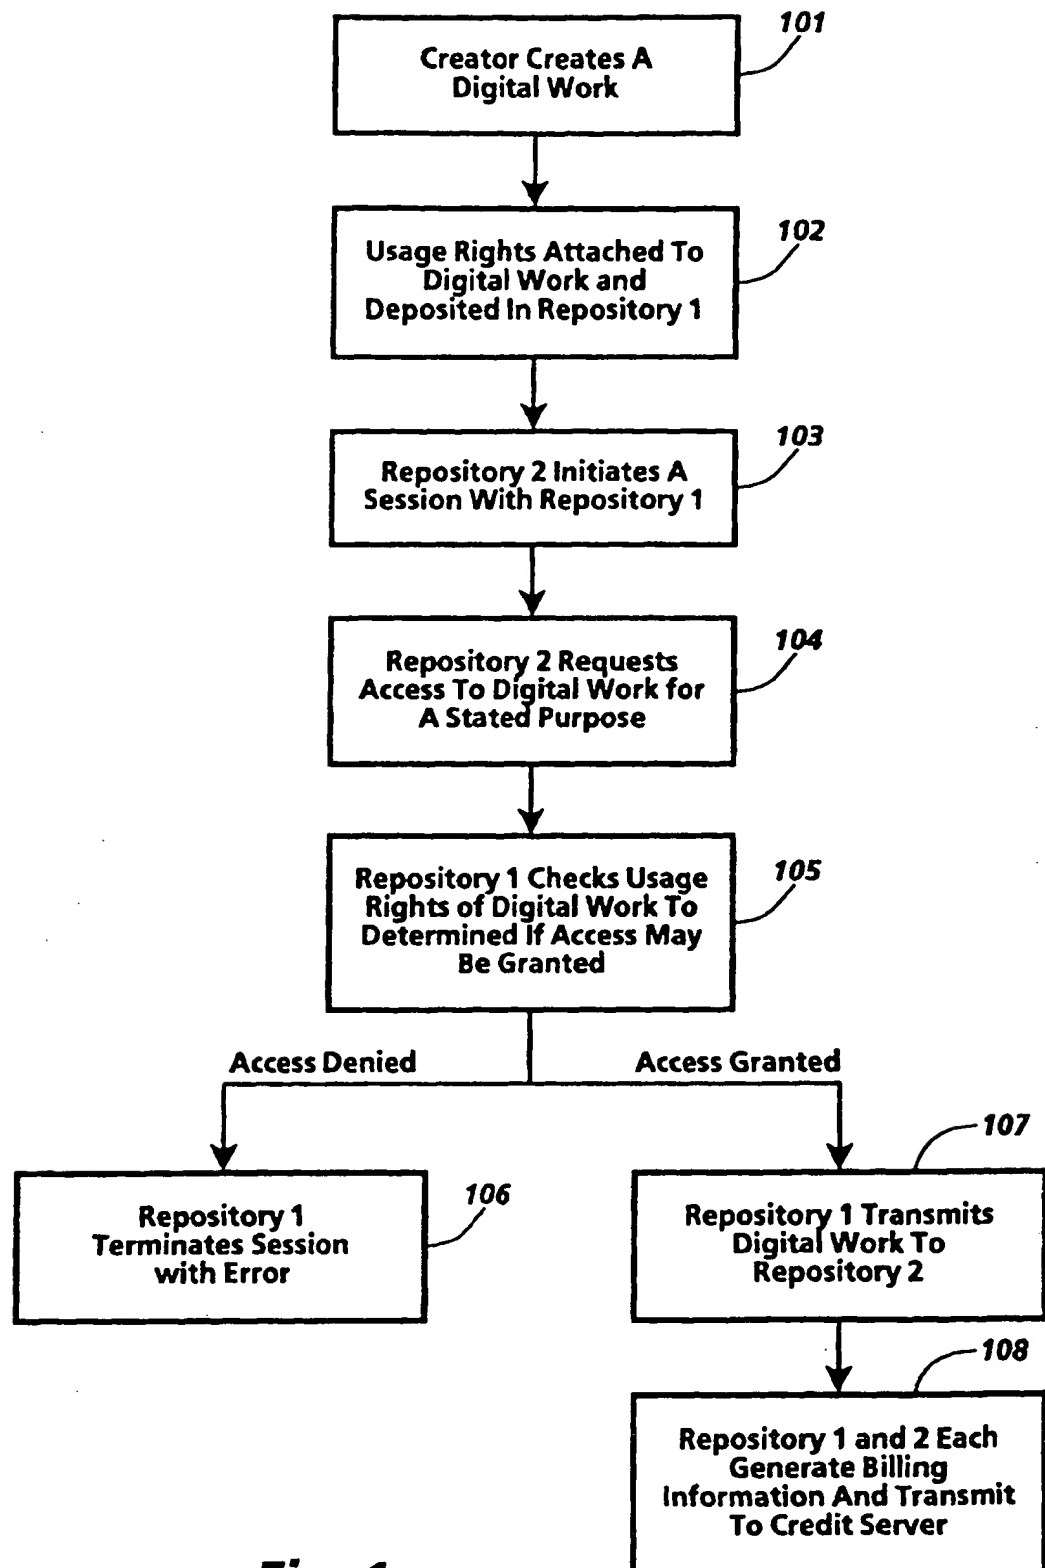 101
Creator Creates A
Digital Work
102
Usage Rights Attached To
Digital Work and
Deposited In Repository 1
103
Repository 2 Initiates A
Session With Repository 1
104
Repository 2 Requests
Access To Digital Work for
A Stated Purpose
105
Repository 1 Checks Usage
Rights of Digital Work To
Determined If Access May
Be Granted
Access Denied
Access Granted
106
Repository 1
Terminates Session
with Error
107
Repository 1 Transmits
Digital Work To
Repository 2
108
Repository 1 and 2 Each
Generate Billing
Information And Transmit
To Credit Server